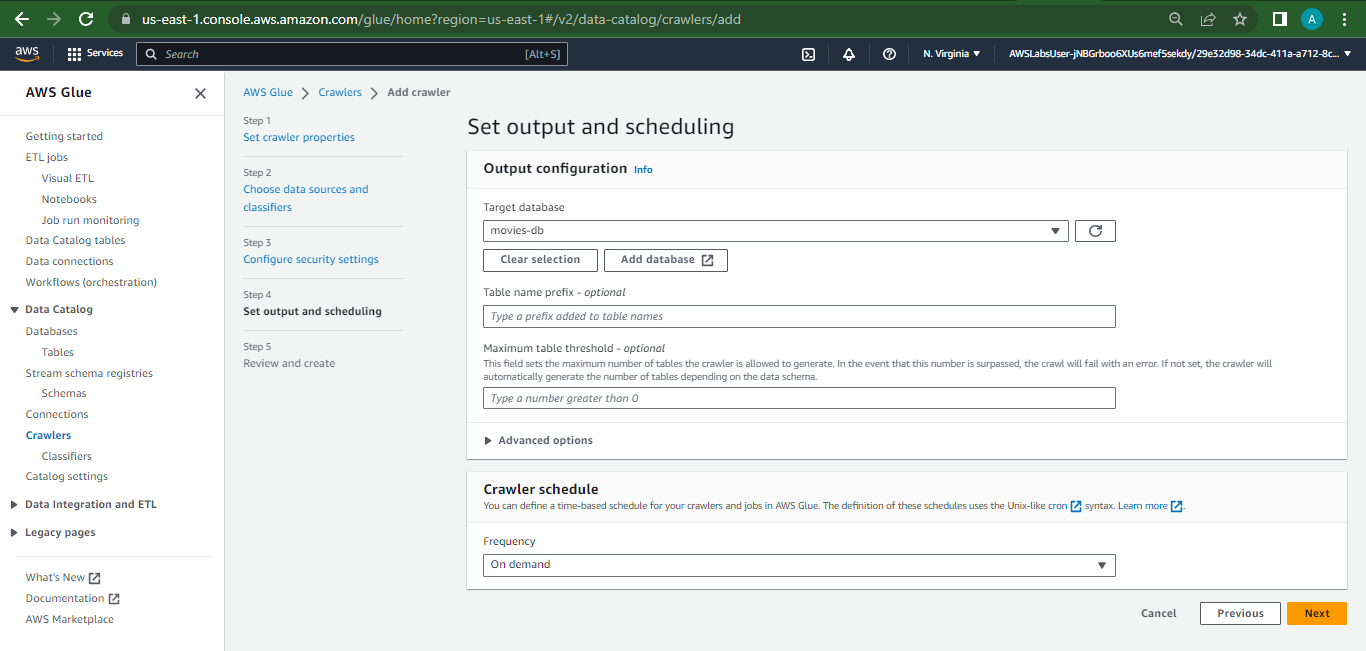 us-east-1.console.aws.amazon.com/glue/home?region=us-east-1#/v2/data-catalog/crawlers/add
A
aws
Services
Search
[Alt+S]
N. Virginia
AWSLabsUser-jNBGrboo6XUs6mef5sekdy/29e32d98-34dc-411a-a712-8c...
AWS Glue
Getting started
ETL jobs
Visual ETL
Notebooks
Job run monitoring
Data Catalog tables
Data connections
Workflows (orchestration)
Data Catalog
Databases
Tables
Stream schema registries
Schemas
Connections
Crawlers
Classifiers
Catalog settings
Data Integration and ETL
Legacy pages
What's New
Documentation
AWS Marketplace
AWS Glue
Crawlers
Add crawler
Step 1
Set crawler properties
Step 2
Choose data sources and
classifiers
Step 3
Configure security settings
Step 4
Set output and scheduling
Step 5
Review and create
Set output and scheduling
Output configuration Info
Target database
movies-db
Clear selection
Add database
Table name prefix - optional
Type a prefix added to table names
Maximum table threshold - optional
This field sets the maximum number of tables the crawler is allowed to generate. In the event that this number is surpassed, the crawl will fail with an error. If not set, the crawler will
automatically generate the number of tables depending on the data schema.
Type a number greater than 0
Advanced options
Crawler schedule
You can define a time-based schedule for your crawlers and jobs in AWS Glue. The definition of these schedules uses the Unix-like cron syntax. Learn more .
Frequency
On demand
Cancel
Previous
Next